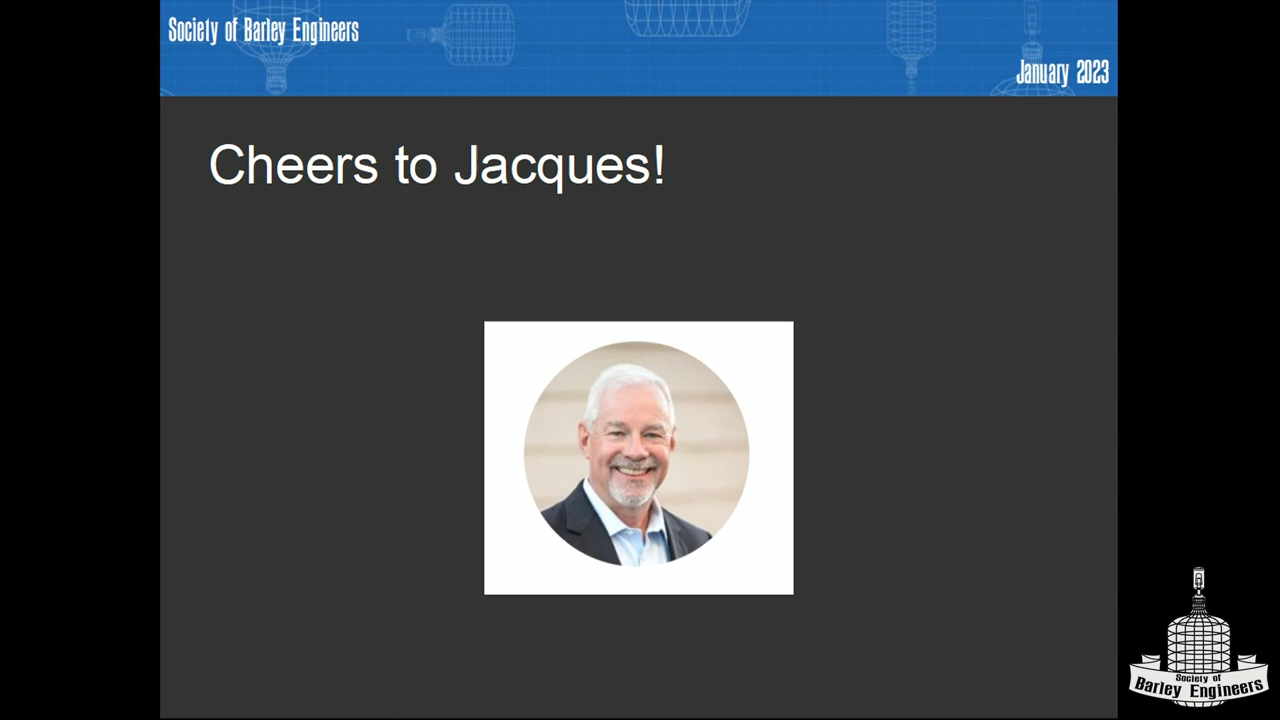 Society of Barley Engineers
January 2023
Cheers to Jacques!
Society of
Barley Engineers